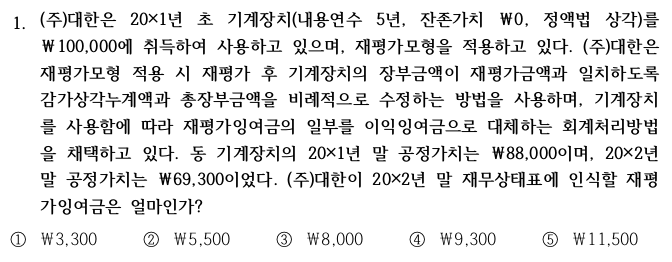 1. (주)대한은 20×1년 초 기계장치(내용연수 5년, 잔존가치 ₩0, 정액법 상각)를
₩100,000에 취득하여 사용하고 있으며, 재평가모형을 적용하고 있다. (주)대한은
재평가모형 적용 시 재평가 후 기계장치의 장부금액이 재평가금액과 일치하도록
감가상각누계액과 총장부금액을 비례적으로 수정하는 방법을 사용하며, 기계장치
를 사용함에 따라 재평가잉여금의 일부를 이익잉여금으로 대체하는 회계처리방법
을 채택하고 있다. 동 기계장치의 20×1년 말 공정가치는 ₩88,000이며, 20×2년
말 공정가치는 ₩69,300이었다. (주)대한이 20×2년 말 재무상태표에 인식할 재평
가잉여금은 얼마인가?
① ₩3,300 ② ₩5,500 ③ ₩8,000 ④ ₩9,300 ⑤ ₩11,500